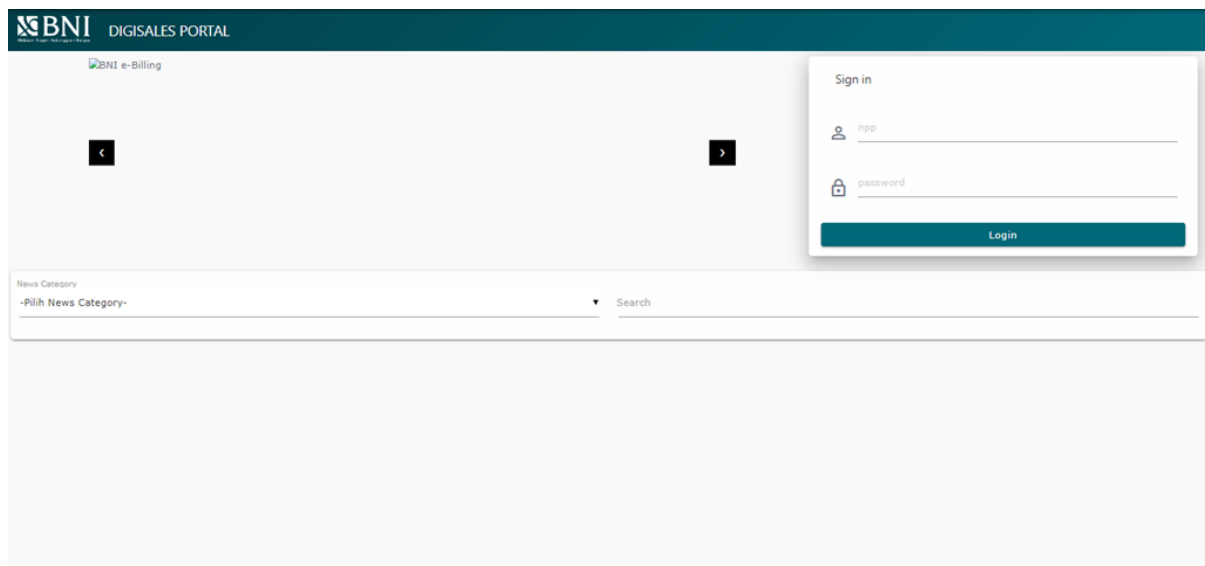 BNI
DIGISALES PORTAL
BNI e-Billing
Sign in
npp
password
Login
News Category
-Pilih News Category-
Search